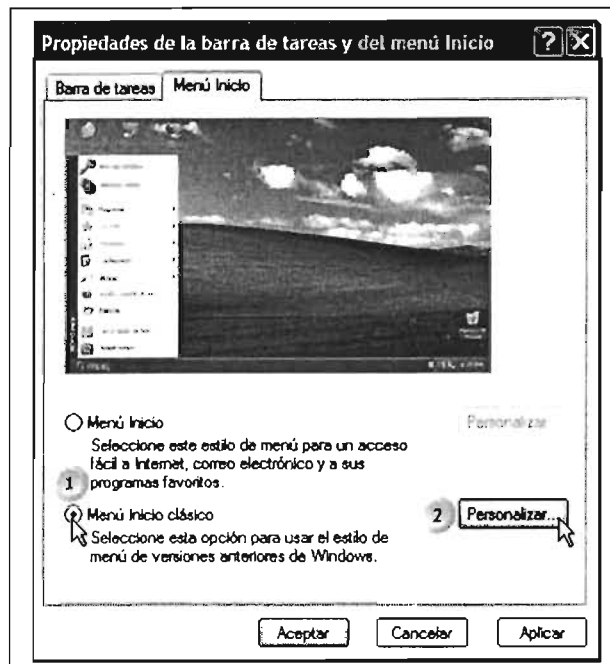 Propiedades de la barra de tareas y del menú Inicio
Barra de tareas
Menú Inicio
Menú Inicio
Personalizar
Seleccione este estilo de menú para un acceso
fácil a Internet, correo electrónico y a sus
programas favoritos.
1
Menú Inicio clásico
2
Personalizar...
Seleccione esta opción para usar el estilo de
menú de versiones anteriores de Windows.
Aceptar
Cancelar
Aplicar